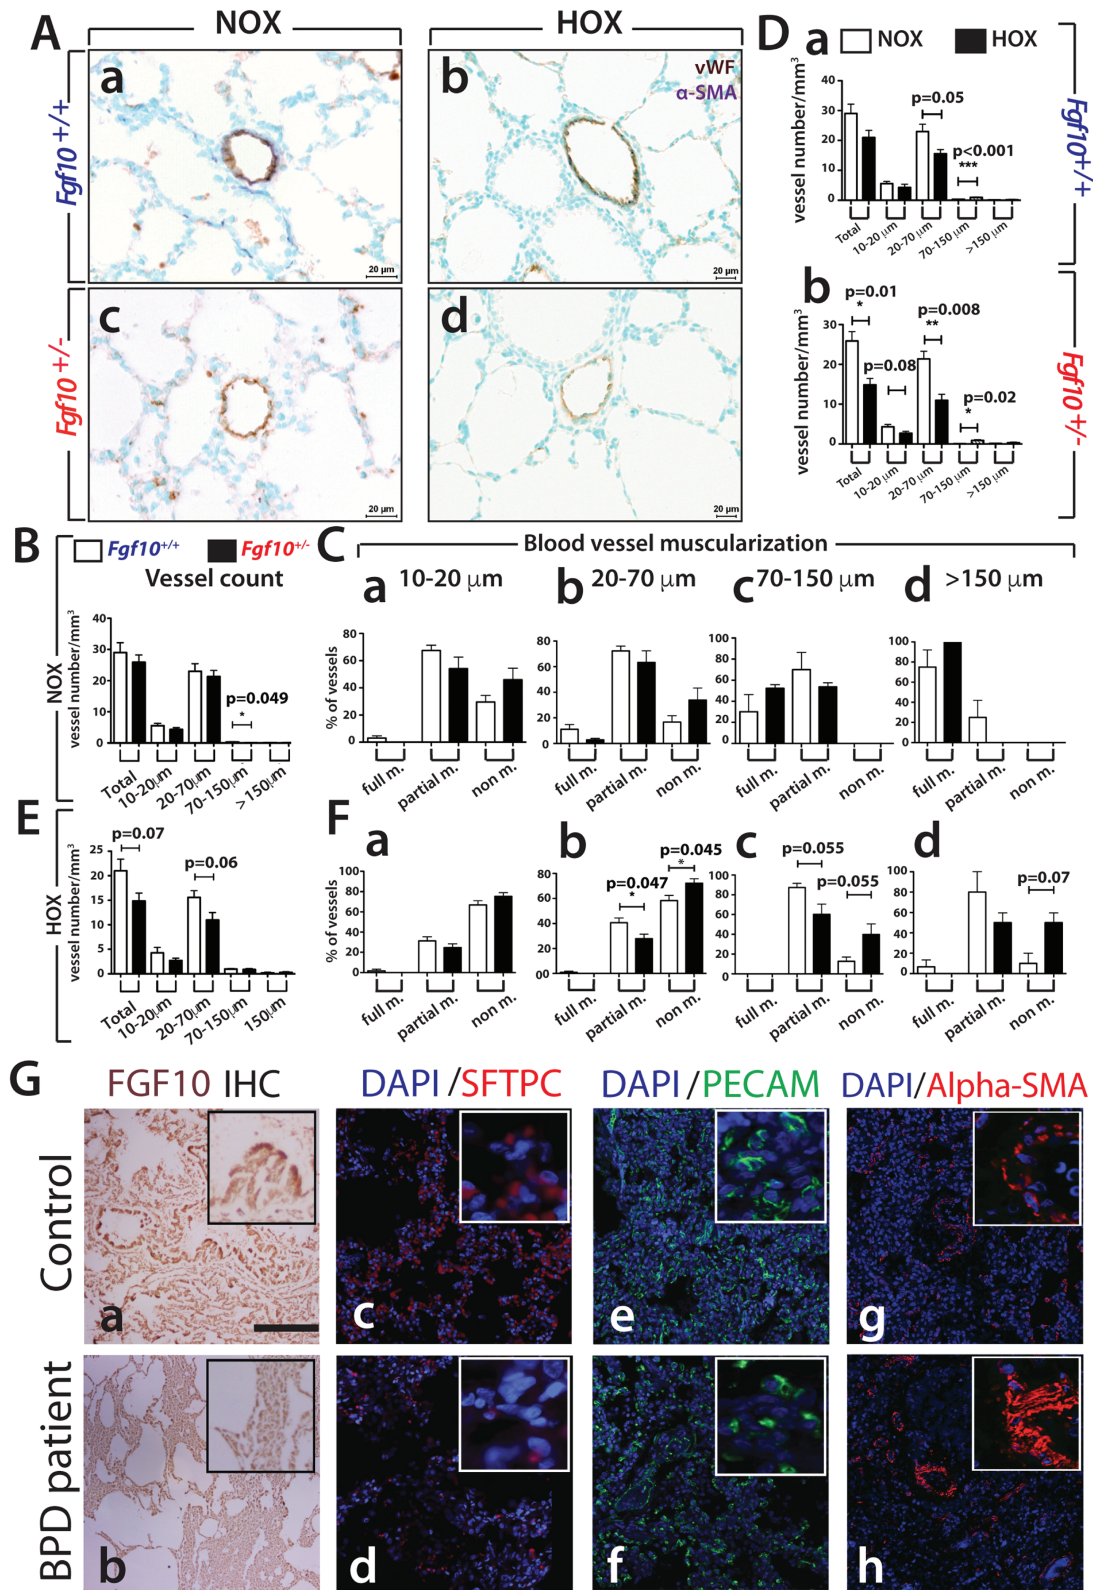 A
NOX
HOX
a
b
vWF
α-SMA
Fgf10+/+
20 µm
20 µm
c
d
Fgf10+/-
20 µm
20 µm
D
a
NOX
HOX
vessel number/mm3
40
30
20
10
0
p=0.05
p<0.001
***
Total
10-20 µm
20-70 µm
70-150 µm
>150 µm
Fgf10+/+
b
vessel number/mm3
30
20
10
0
p=0.01
*
p=0.08
p=0.008
**
p=0.02
*
Total
10-20 µm
20-70 µm
70-150 µm
>150 µm
Fgf10+/-
B
Fgf10+/+
Fgf10+/-
Vessel count
NOX
vessel number/mm3
40
30
20
10
0
p=0.049
*
Total
10-20µm
20-70µm
70-150µm
>150µm
C
Blood vessel muscularization
a
10-20 µm
% of vessels
80
60
40
20
0
full m.
partial m.
non m.
b
20-70 µm
80
60
40
20
0
full m.
partial m.
non m.
c
70-150 µm
100
80
60
40
20
0
full m.
partial m.
non m.
d
>150 µm
100
80
60
40
20
0
full m.
partial m.
non m.
E
HOX
vessel number/mm3
25
20
15
10
5
0
p=0.07
p=0.06
Total
10-20µm
20-70µm
70-150µm
150µm
F
a
% of vessels
100
80
60
40
20
0
full m.
partial m.
non m.
b
80
60
40
20
00
p=0.047
*
p=0.045
*
full m.
partial m.
non m.
c
100
80
60
40
20
0
p=0.055
p=0.055
full m.
partial m.
non m.
d
100
80
60
40
20
0
p=0.07
full m.
partial m.
non m.
G
FGF10 IHC
DAPI /SFTPC
DAPI /PECAM
DAPI/Alpha-SMA
Control
a
c
e
g
BPD patient
b
d
f
h